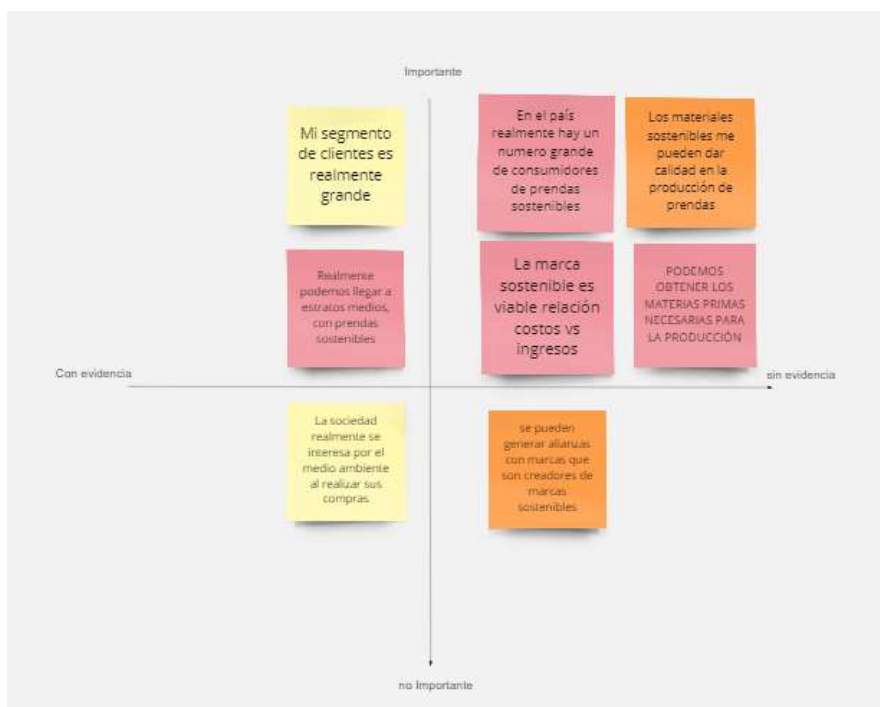 Importante
Mi segmento
de clientes es
realmente
grande
En el país
realmente hay un
numero grande
de consumidores
de prendas
sostenibles
Los materiales
sostenibles me
pueden dar
calidad en la
producción de
prendas
Realmente
podemos llegar a
estratos medios,
con prendas
sostenibles
La marca
sostenible es
viable relación
costos vs
ingresos
PODEMOS
OBTENER LOS
MATERIAS PRIMAS
NECESARIAS PARA
LA PRODUCCIÓN
Con evidencia
sin evidencia
La sociedad
realmente se
interesa por el
medio ambiente
al realizar sus
compras
se pueden
generar alianzas
con marcas que
son creadores de
marcas
sostenibles
no Importante